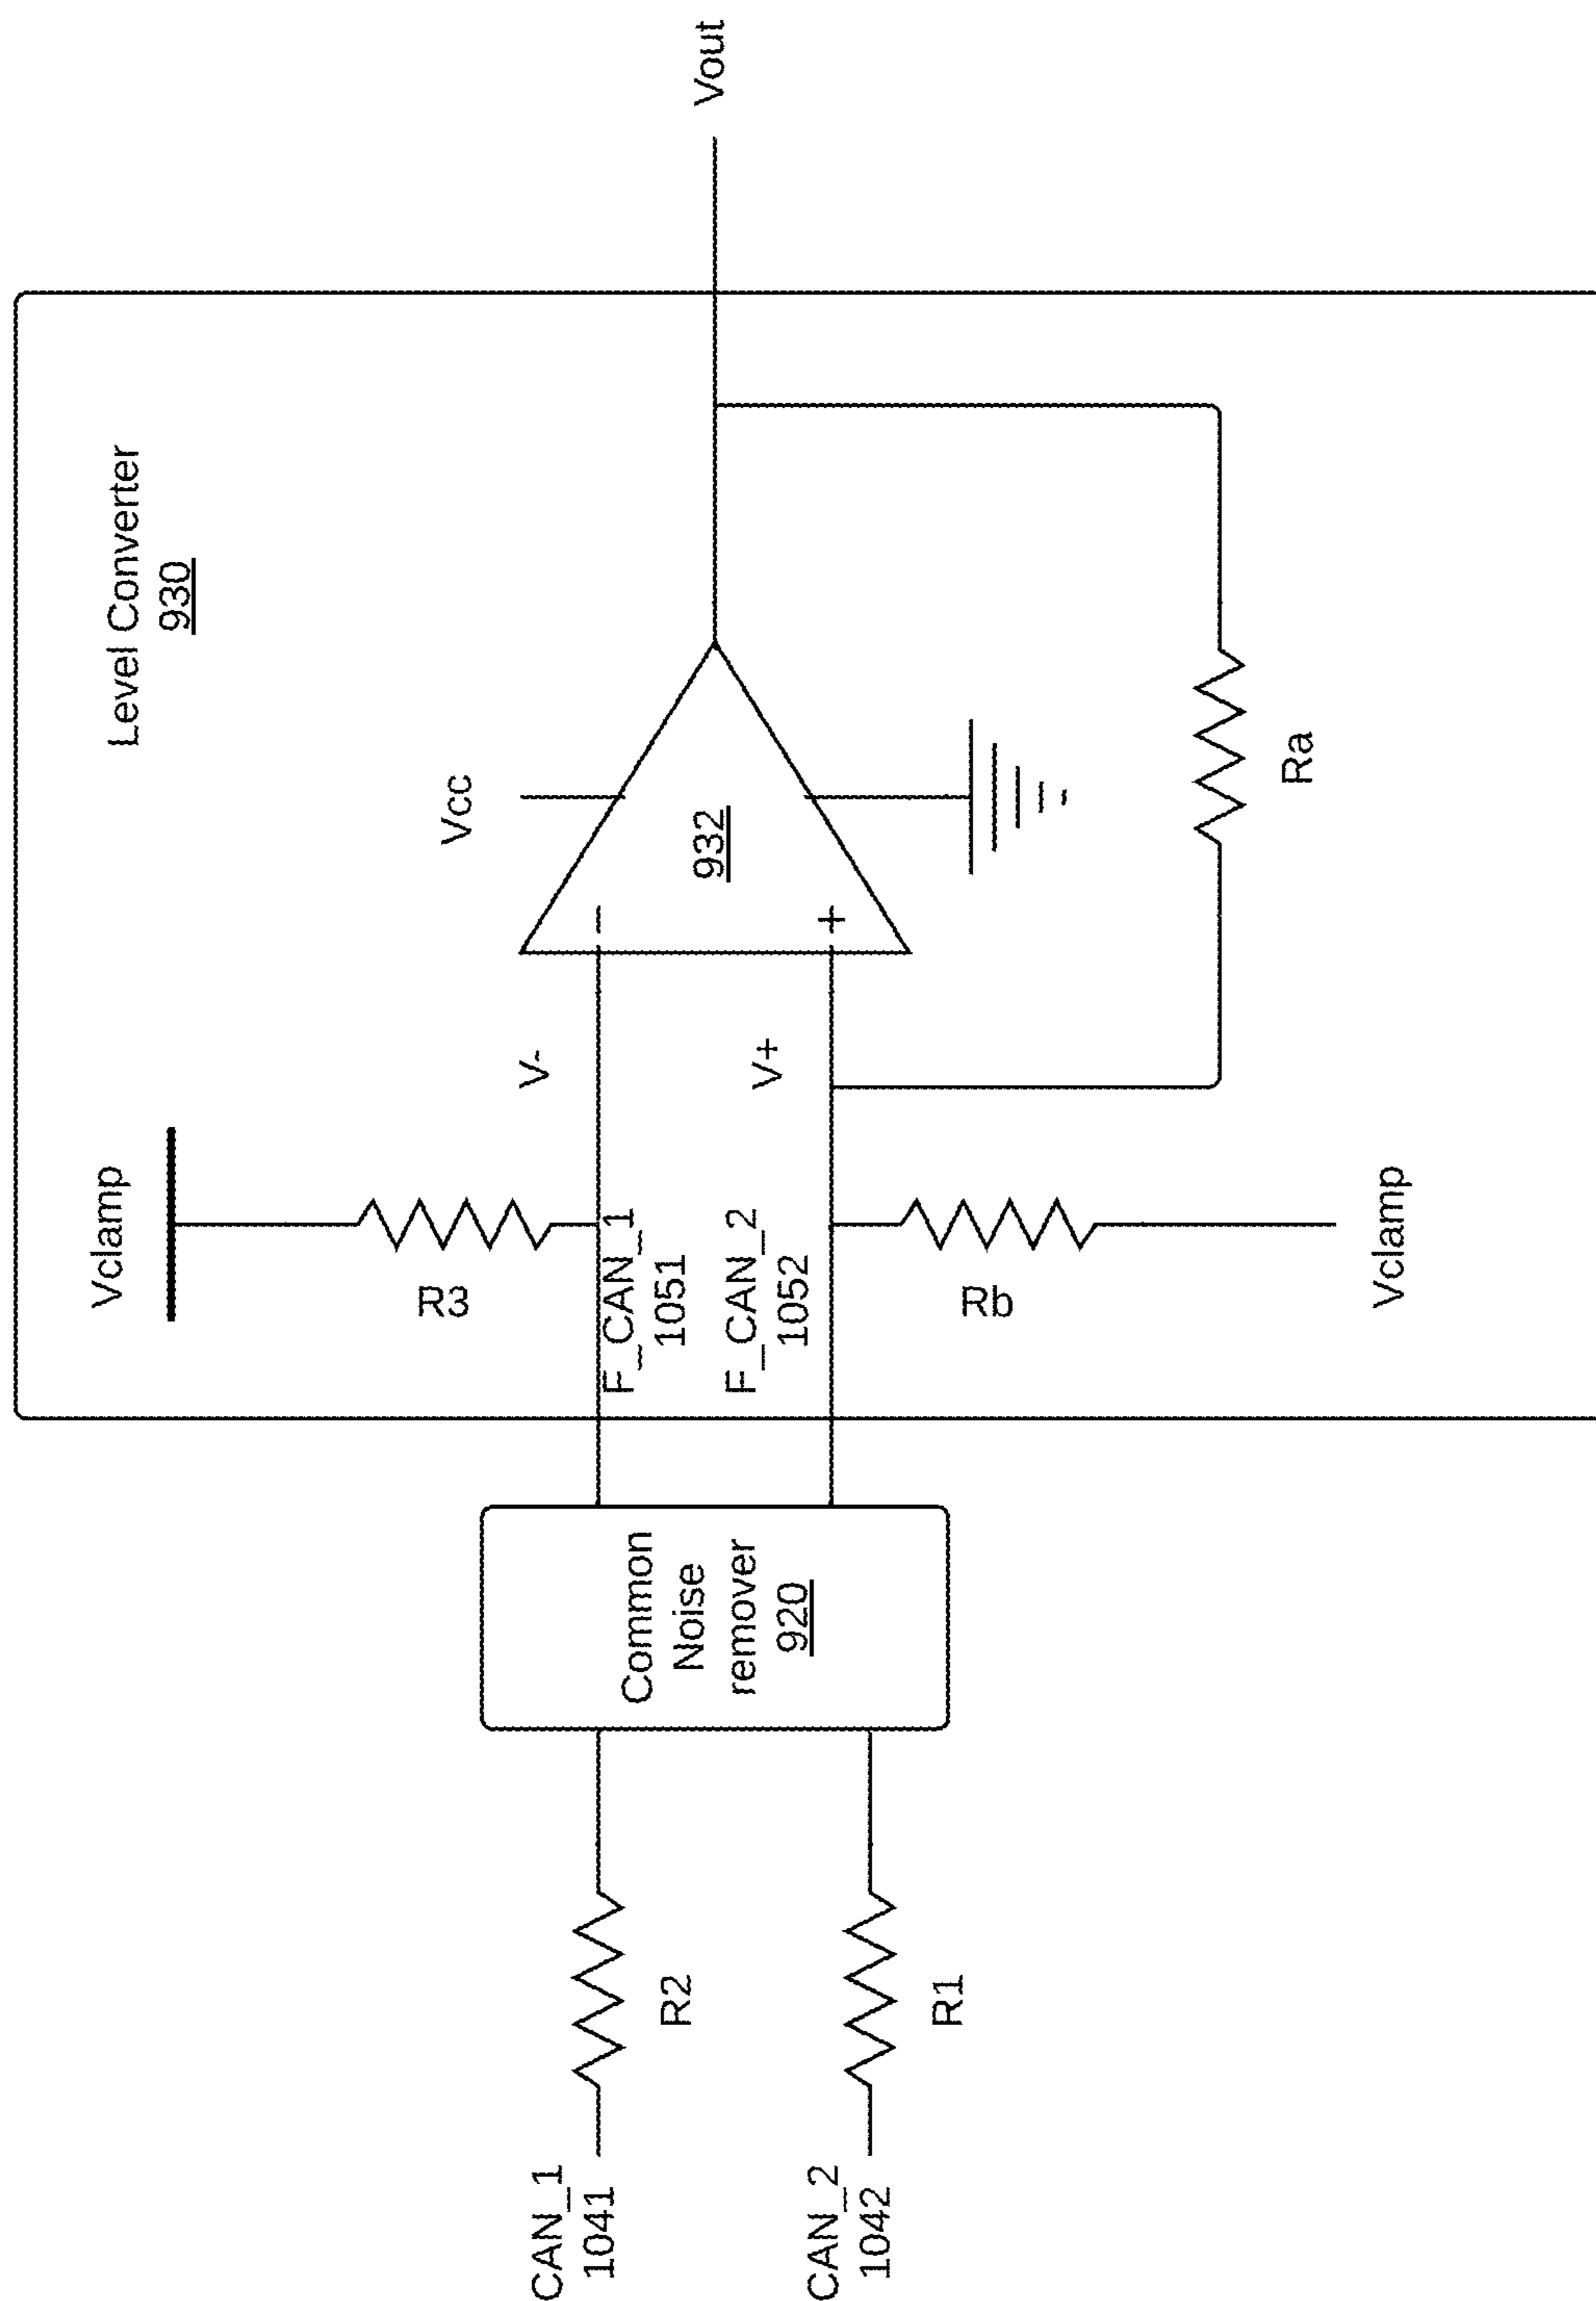 Level Converter
930
Vclamp
R3
Vcc
CAN_1
1041
R2
Common
Noise
remover
920
F_CAN_1
1051
V-
−
932
Vout
CAN_2
1042
R1
F_CAN_2
1052
V+
+
Rb
Vclamp
Ra